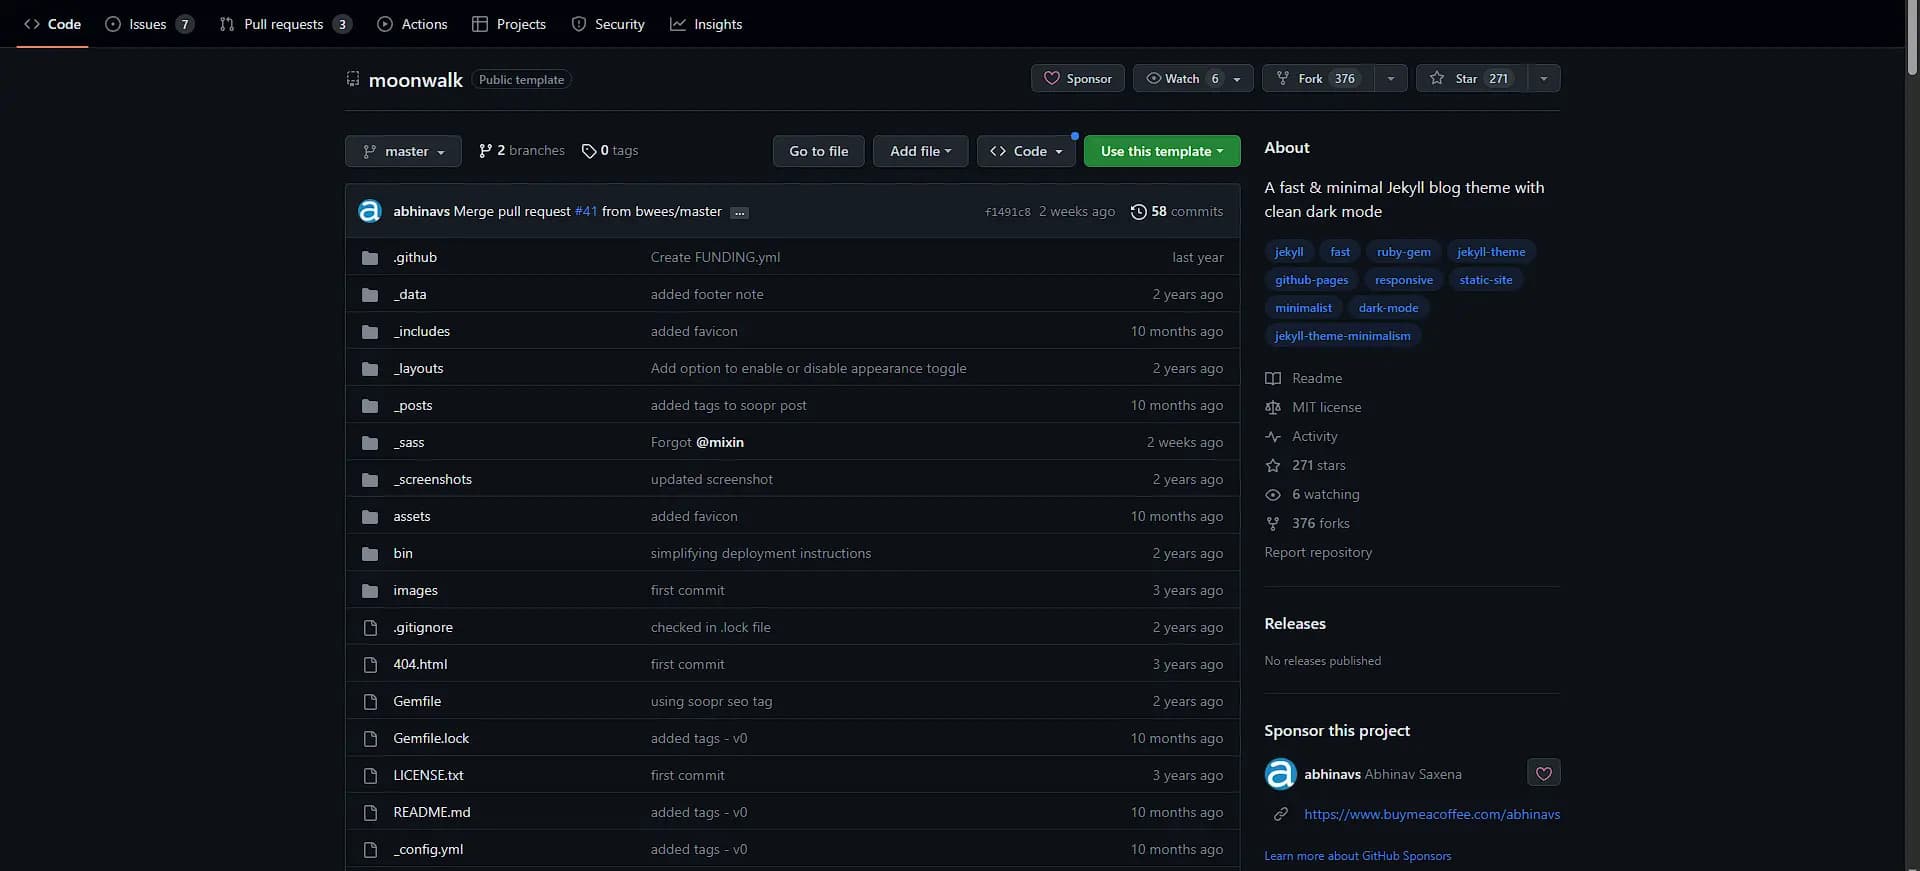 Code Issues 7 Pull requests 3 Actions Projects Security Insights
moonwalk Public template Sponsor Watch 6 Fork 376 Star 271
master 2 branches 0 tags Go to file Add file Code Use this template
abhinavs Merge pull request #41 from bwees/master ... f1491c8 2 weeks ago 58 commits
.github Create FUNDING.yml last year
_data added footer note 2 years ago
_includes added favicon 10 months ago
_layouts Add option to enable or disable appearance toggle 2 years ago
_posts added tags to soopr post 10 months ago
_sass Forgot @mixin 2 weeks ago
_screenshots updated screenshot 2 years ago
assets added favicon 10 months ago
bin simplifying deployment instructions 2 years ago
images first commit 3 years ago
.gitignore checked in .lock file 2 years ago
404.html first commit 3 years ago
Gemfile using soopr seo tag 2 years ago
Gemfile.lock added tags - v0 10 months ago
LICENSE.txt first commit 3 years ago
README.md added tags - v0 10 months ago
_config.yml added tags - v0 10 months ago
About
A fast & minimal Jekyll blog theme with
clean dark mode
jekyll fast ruby-gem jekyll-theme
github-pages responsive static-site
minimalist dark-mode
jekyll-theme-minimalism
Readme
MIT license
Activity
271 stars
6 watching
376 forks
Report repository
Releases
No releases published
Sponsor this project
abhinavs Abhinav Saxena
https://www.buymeacoffee.com/abhinavs
Learn more about GitHub Sponsors